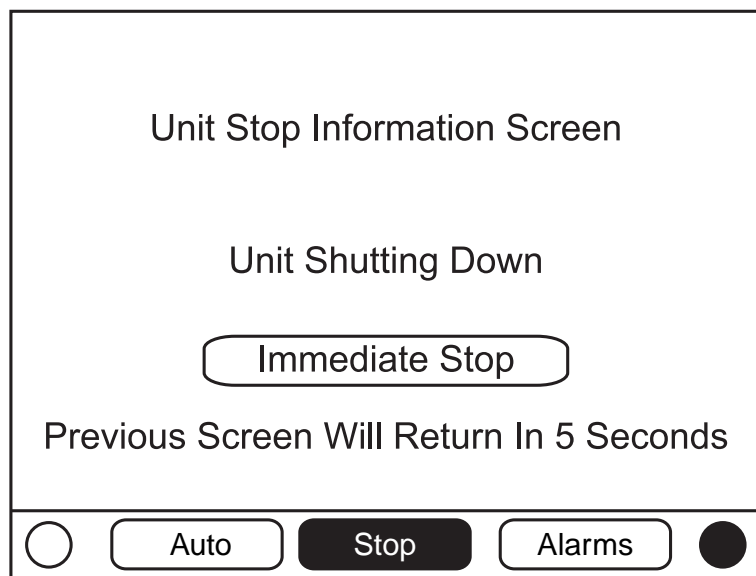 Unit Stop Information Screen
Unit Shutting Down
Immediate Stop
Previous Screen Will Return In 5 Seconds
Auto Stop Alarms